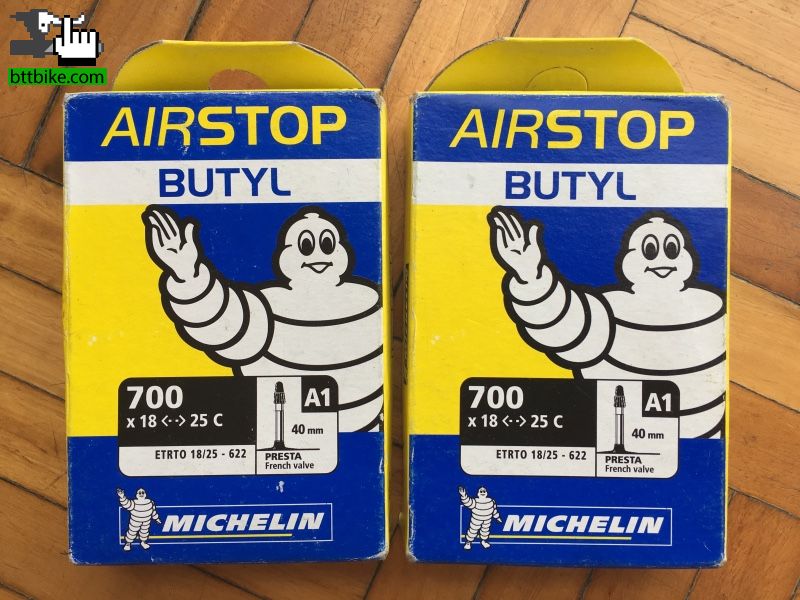 bttbike.com
AIRSTOP
BUTYL
700
x 18 <--> 25 C
A1
40 mm
ETRTO 18/25 - 622
PRESTA
French valve
MICHELIN
AIRSTOP
BUTYL
700
x 18 <--> 25 C
A1
40 mm
ETRTO 18/25 - 622
PRESTA
French valve
MICHELIN